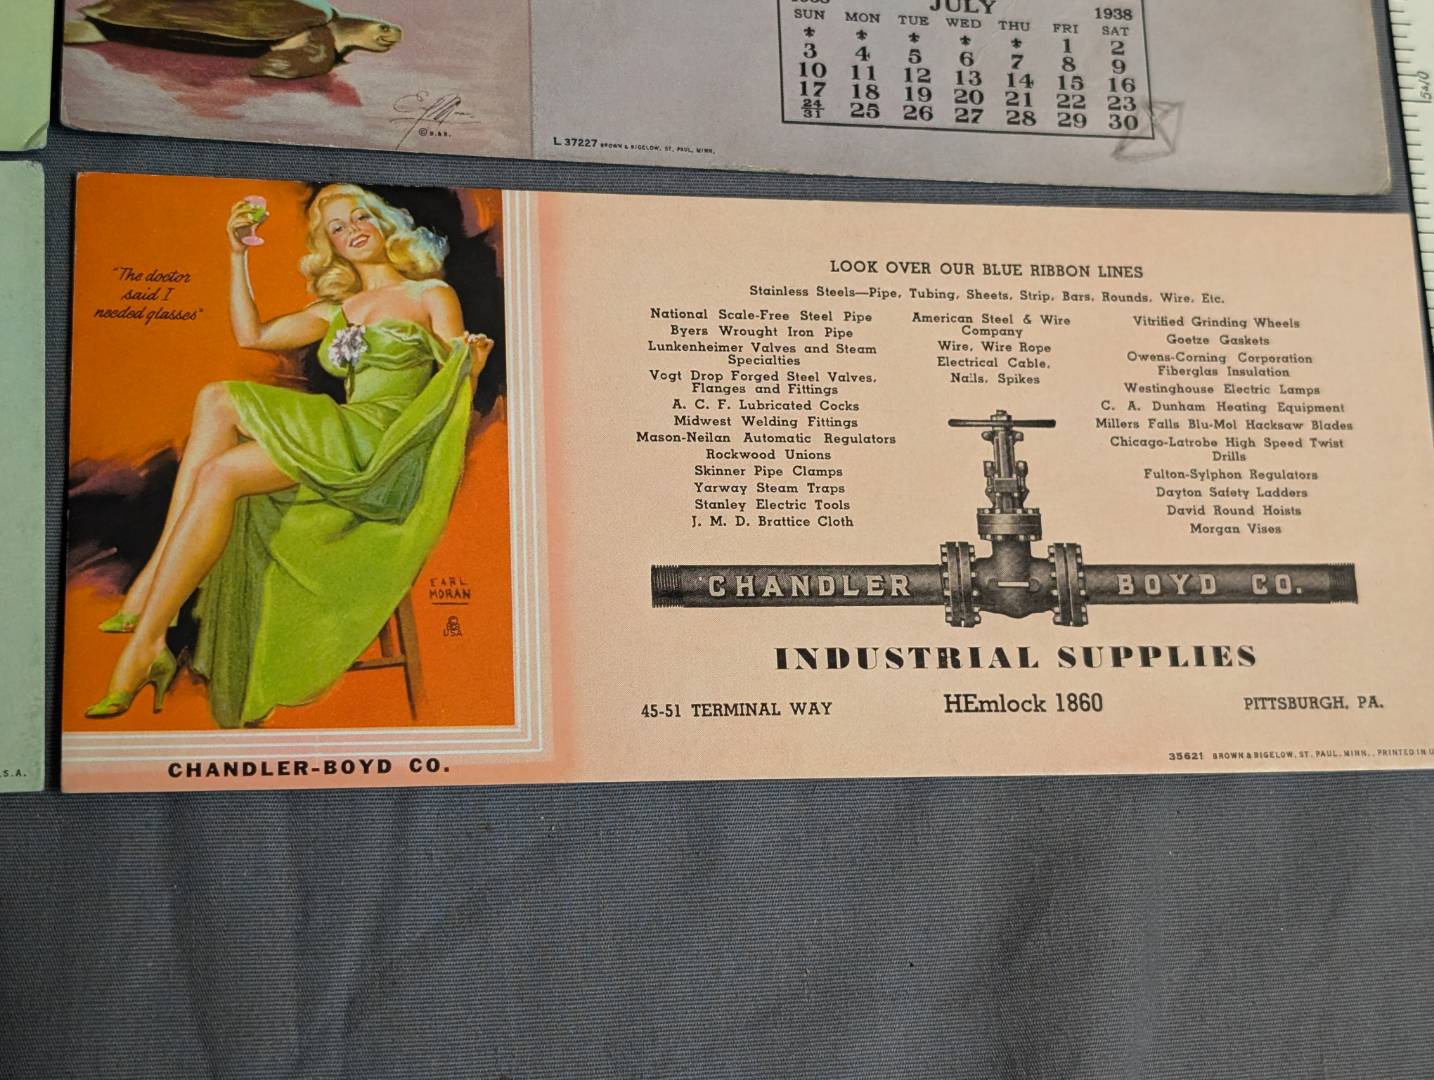 JULY
1938
SUN MON TUE WED THU FRI SAT
* * * * * 1 2
3 4 5 6 7 8 9
10 11 12 13 14 15 16
17 18 19 20 21 22 23
24/31 25 26 27 28 29 30
L 37227 BROWN & BIGELOW, ST. PAUL, MINN.
"The doctor
said I
needed glasses"
EARL
MORAN
USA
CHANDLER-BOYD CO.
LOOK OVER OUR BLUE RIBBON LINES
Stainless Steels—Pipe, Tubing, Sheets, Strip, Bars, Rounds, Wire, Etc.
National Scale-Free Steel Pipe
Byers Wrought Iron Pipe
Lunkenheimer Valves and Steam
Specialties
Vogt Drop Forged Steel Valves,
Flanges and Fittings
A. C. F. Lubricated Cocks
Midwest Welding Fittings
Mason-Neilan Automatic Regulators
Rockwood Unions
Skinner Pipe Clamps
Yarway Steam Traps
Stanley Electric Tools
J. M. D. Brattice Cloth
American Steel & Wire
Company
Wire, Wire Rope
Electrical Cable,
Nails, Spikes
Vitrified Grinding Wheels
Goetze Gaskets
Owens-Corning Corporation
Fiberglas Insulation
Westinghouse Electric Lamps
C. A. Dunham Heating Equipment
Millers Falls Blu-Mol Hacksaw Blades
Chicago-Latrobe High Speed Twist
Drills
Fulton-Sylphon Regulators
Dayton Safety Ladders
David Round Hoists
Morgan Vises
CHANDLER BOYD CO.
INDUSTRIAL SUPPLIES
45-51 TERMINAL WAY HEmlock 1860 PITTSBURGH, PA.
35621 BROWN & BIGELOW, ST. PAUL, MINN., PRINTED IN U
S.A.